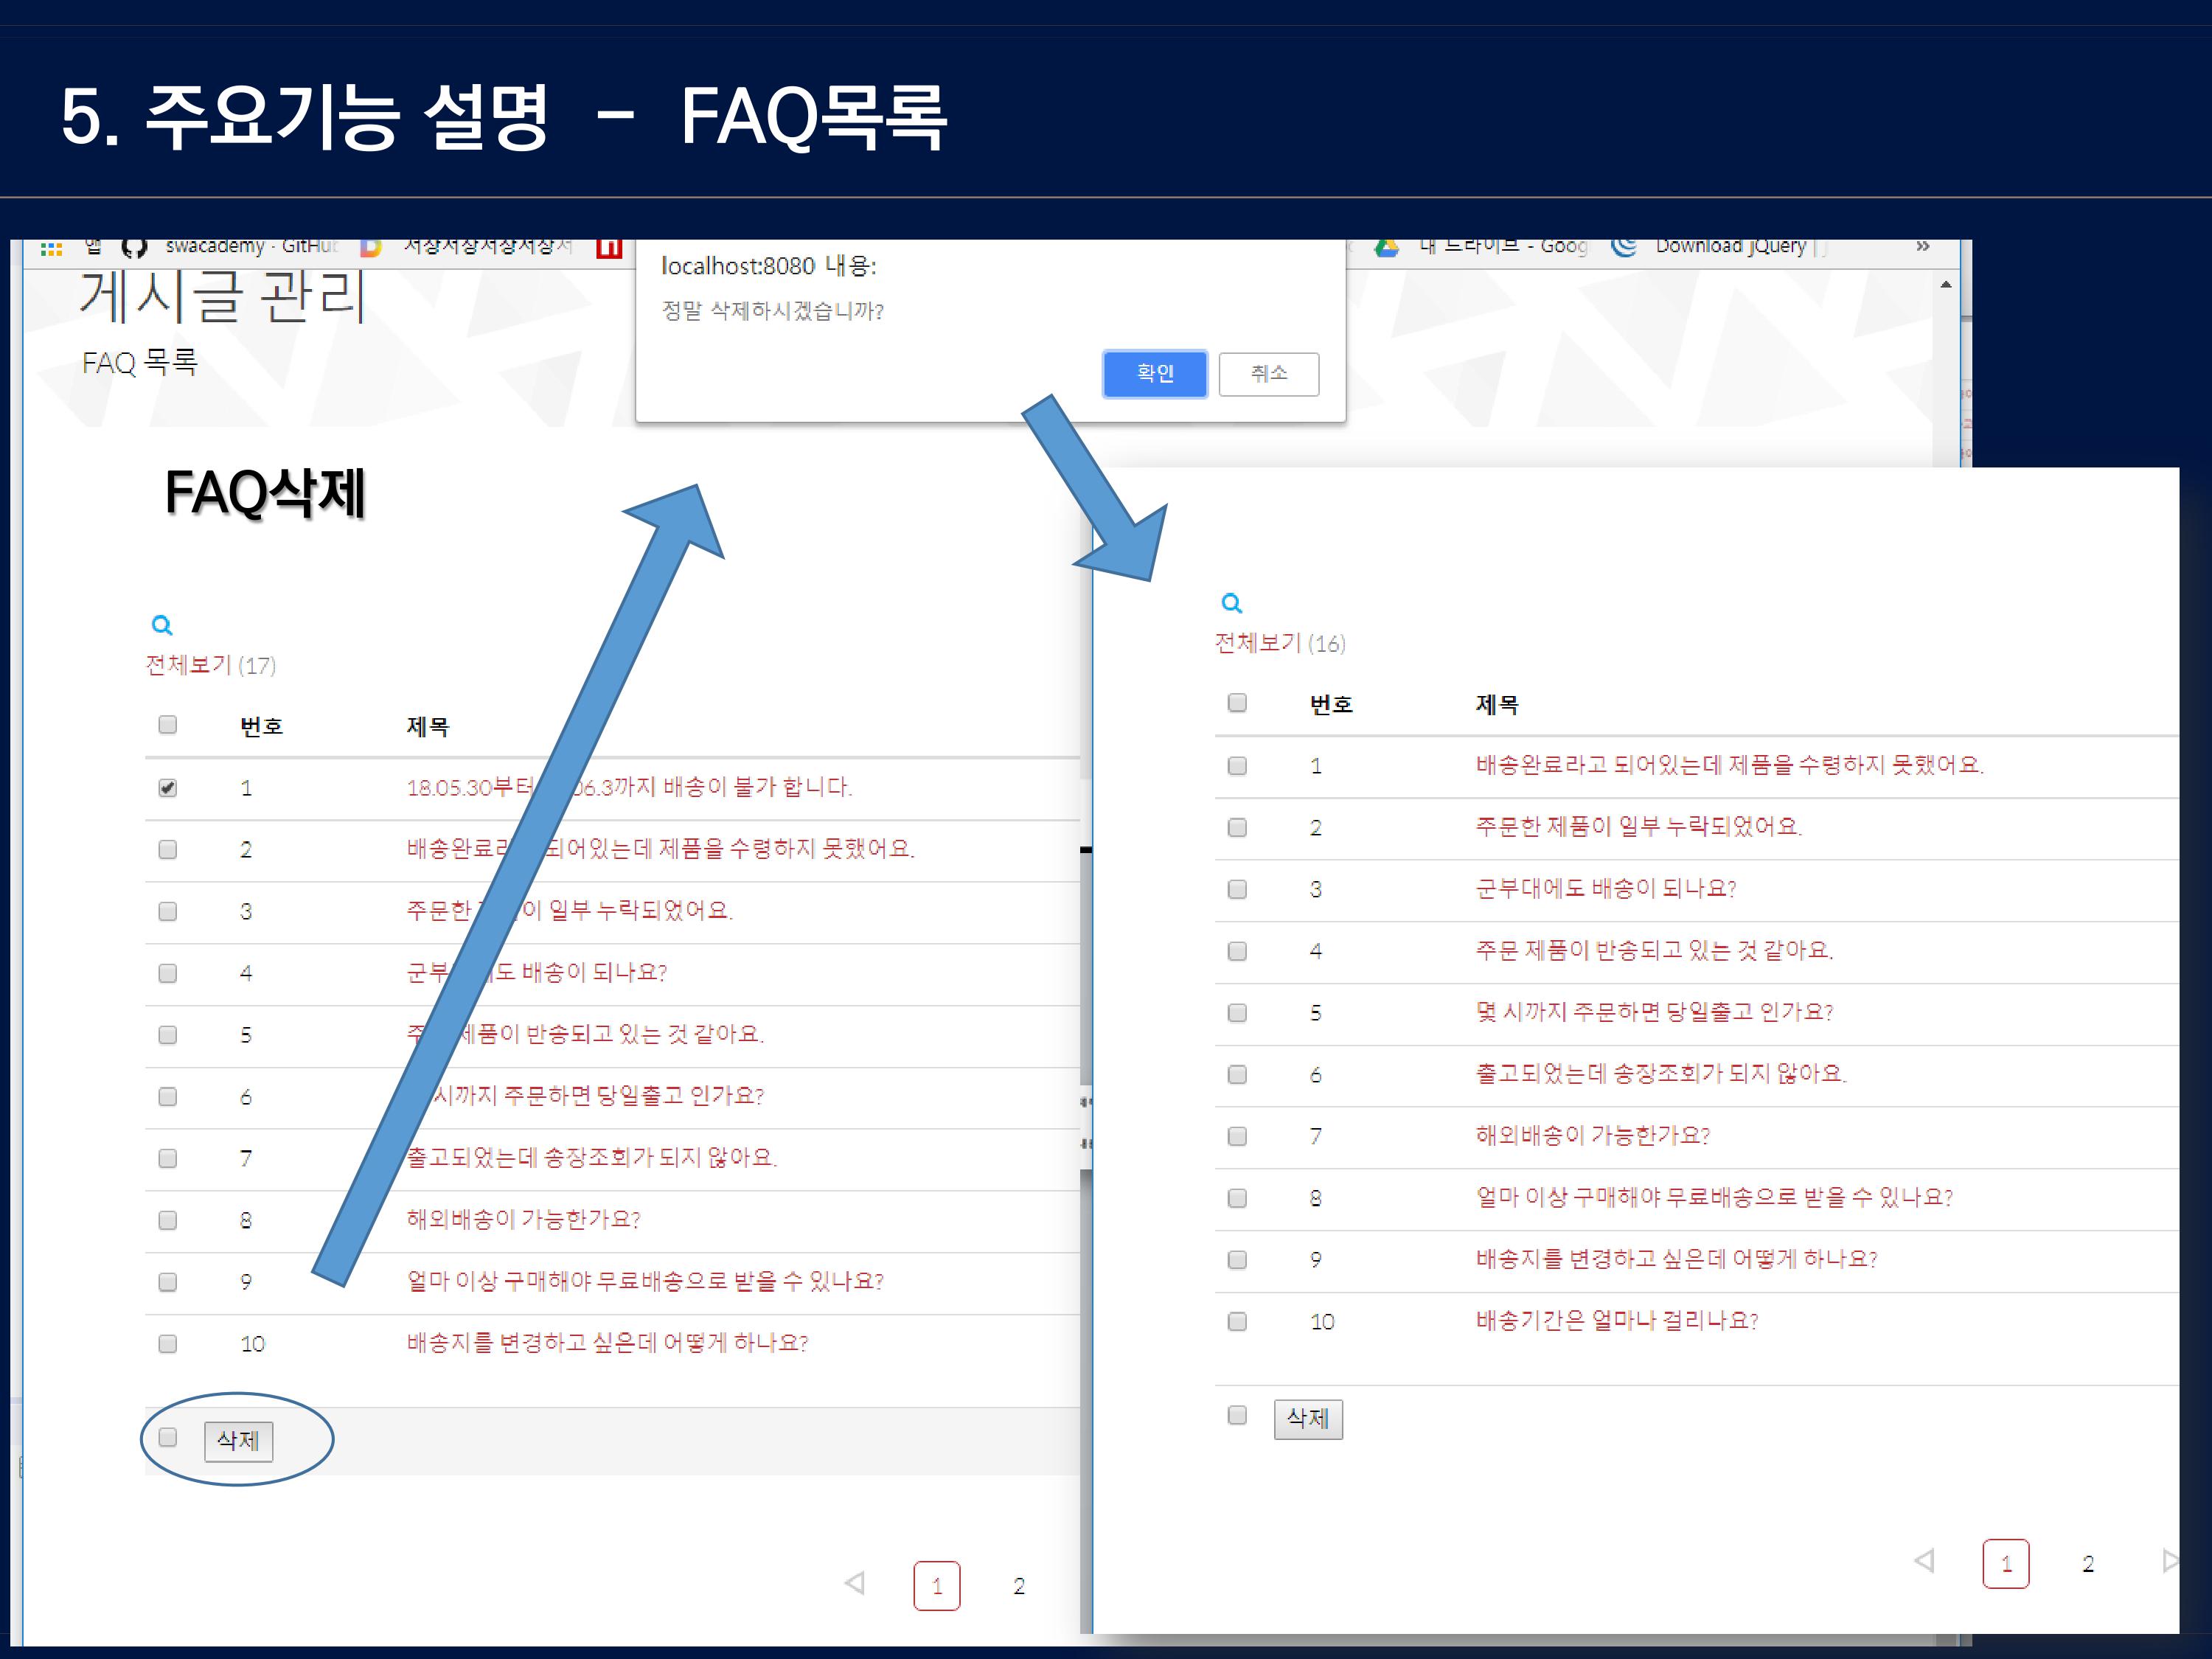 5. 주요기능 설명 - FAQ목록
앱 swacademy - GitHub 내 드라이브 - Goog Download jQuery »
localhost:8080 내용:
정말 삭제하시겠습니까?
확인 취소
게시글 관리
FAQ 목록
FAQ삭제
전체보기 (17)
번호 제목
1 18.05.30부터 06.3까지 배송이 불가 합니다.
2 배송완료라 되어있는데 제품을 수령하지 못했어요.
3 주문한 이 일부 누락되었어요.
4 군부 도 배송이 되나요?
5 주 제품이 반송되고 있는 것 같아요.
6 시까지 주문하면 당일출고 인가요?
7 출고되었는데 송장조회가 되지 않아요.
8 해외배송이 가능한가요?
9 얼마 이상 구매해야 무료배송으로 받을 수 있나요?
10 배송지를 변경하고 싶은데 어떻게 하나요?
삭제
1 2
전체보기 (16)
번호 제목
1 배송완료라고 되어있는데 제품을 수령하지 못했어요.
2 주문한 제품이 일부 누락되었어요.
3 군부대에도 배송이 되나요?
4 주문 제품이 반송되고 있는 것 같아요.
5 몇 시까지 주문하면 당일출고 인가요?
6 출고되었는데 송장조회가 되지 않아요.
7 해외배송이 가능한가요?
8 얼마 이상 구매해야 무료배송으로 받을 수 있나요?
9 배송지를 변경하고 싶은데 어떻게 하나요?
10 배송기간은 얼마나 걸리나요?
삭제
1 2